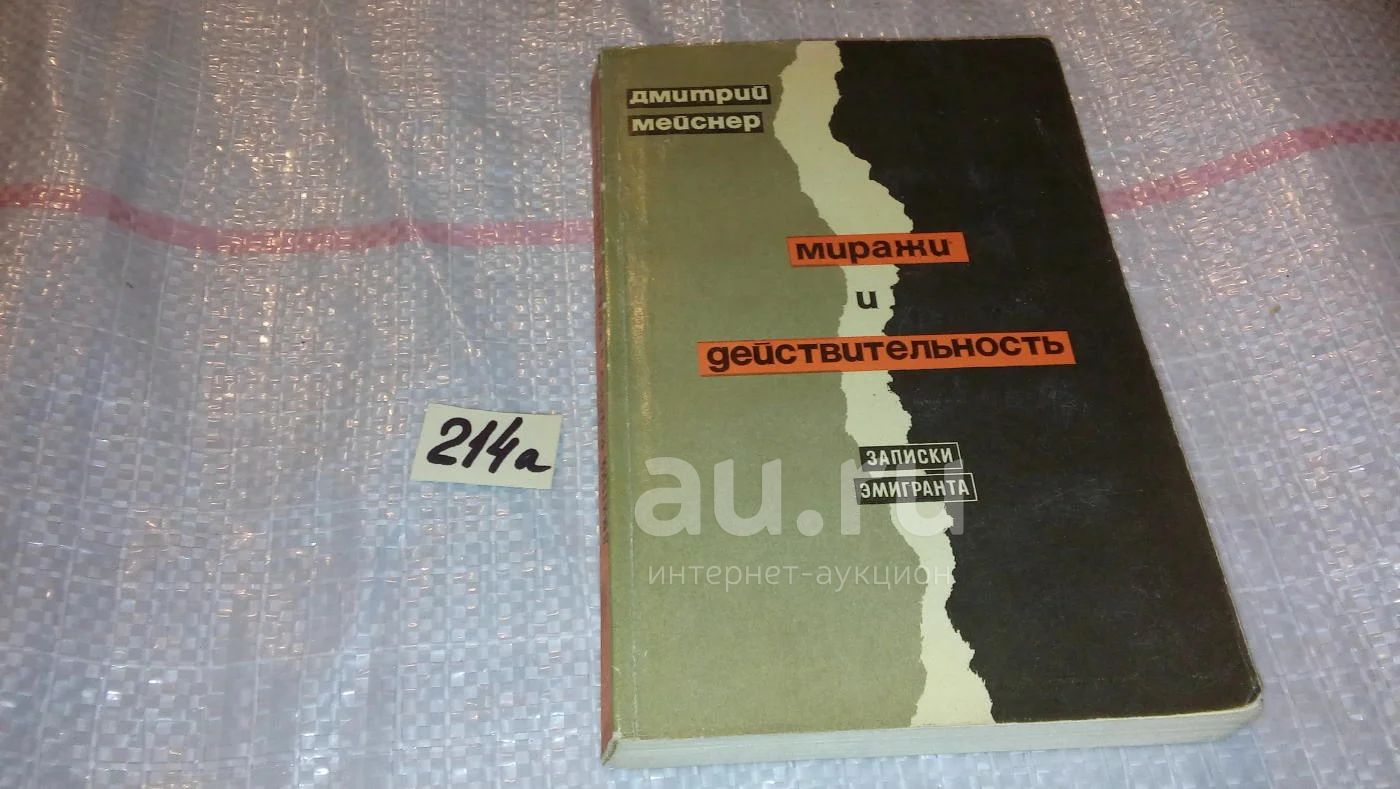 дмитрий
мейснер
миражи
и
действительность
записки
эмигранта
214а
au.ru
интернет-аукцион